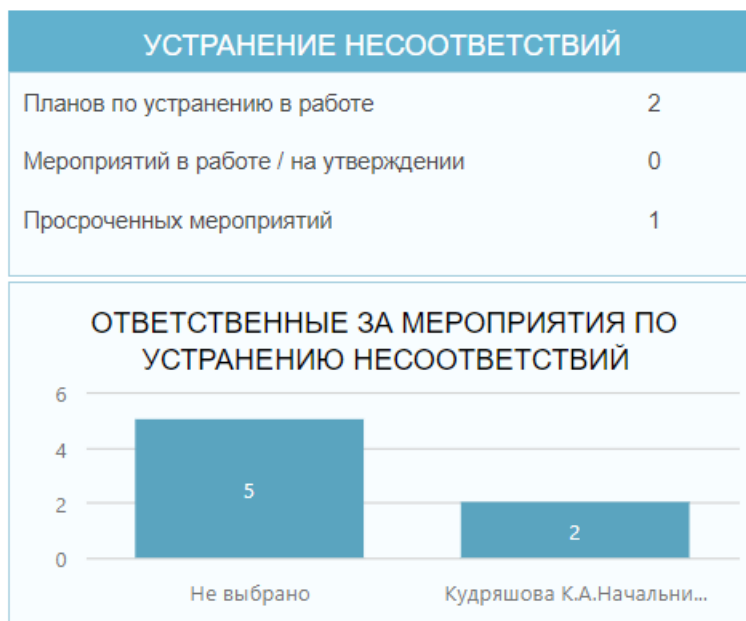 УСТРАНЕНИЕ НЕСООТВЕТСТВИЙ
Планов по устранению в работе 2
Мероприятий в работе / на утверждении 0
Просроченных мероприятий 1
ОТВЕТСТВЕННЫЕ ЗА МЕРОПРИЯТИЯ ПО
УСТРАНЕНИЮ НЕСООТВЕТСТВИЙ
6
4
2
0
5
2
Не выбрано
Кудряшова К.А.Начальни...